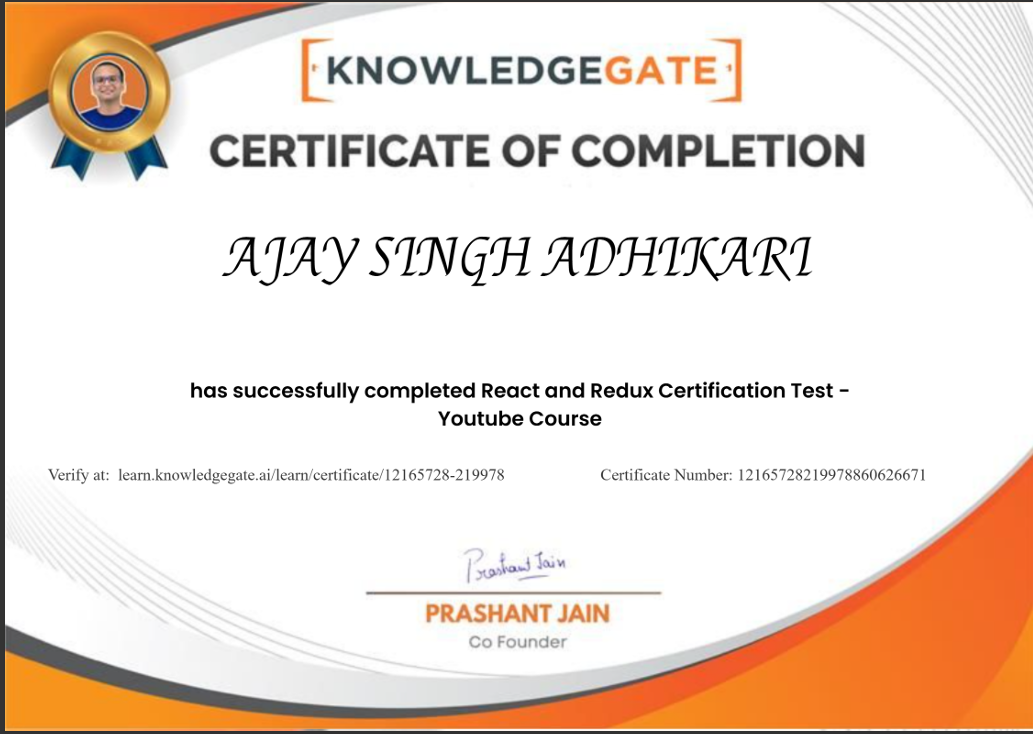 KNOWLEDGEGATE
CERTIFICATE OF COMPLETION
AJAY SINGH ADHIKARI
has successfully completed React and Redux Certification Test -
Youtube Course
Verify at: learn.knowledgegate.ai/learn/certificate/12165728-219978
Certificate Number: 12165728219978860626671
Prashant Jain
PRASHANT JAIN
Co Founder